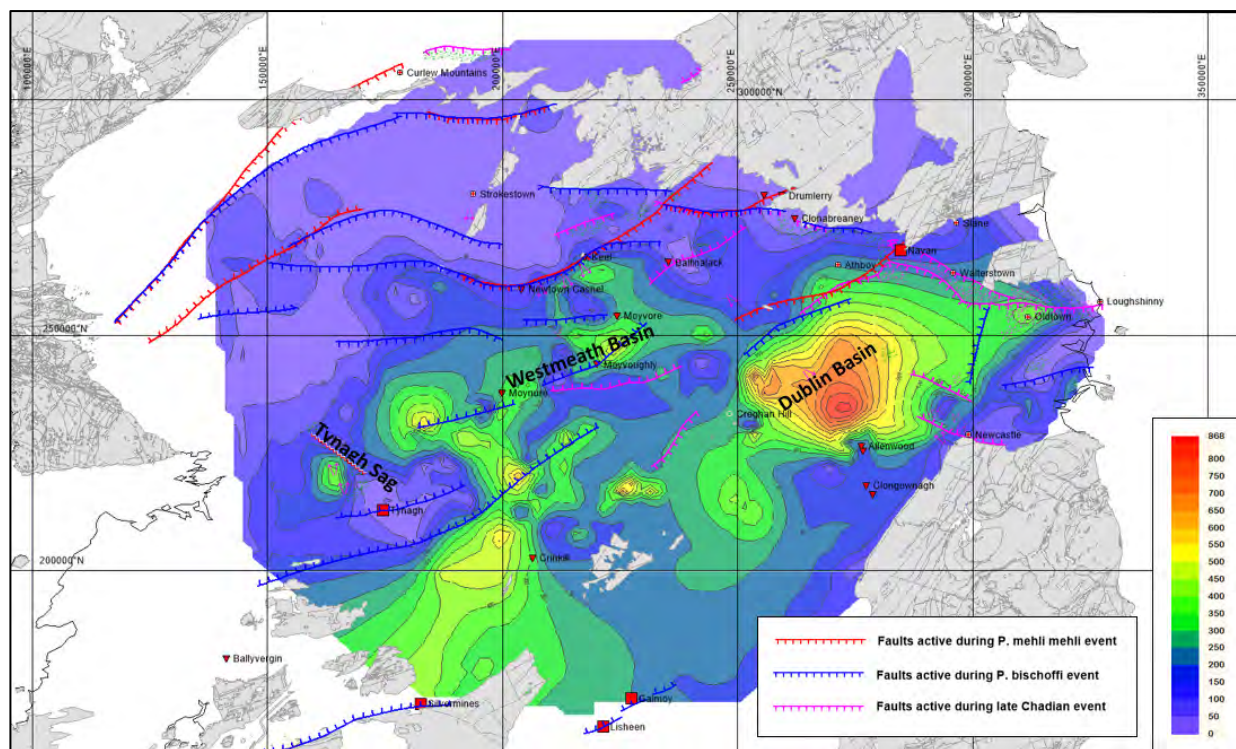 100000°E
150000°E
200000°E
250000°E
300000°E
350000°E
Curlew Mountains
Strokestown
Drumlerry
Clonabreaney
Slane
Navan
Keel
Ballinalack
Athboy
Walterstown
Newtown Cashel
Loughshinny
Oldtown
Moyvore
250000°N
250000°N
Westmeath Basin
Moyvoughly
Dublin Basin
Moynure
Croghan Hill
Newcastle
Allenwood
Tynagh Sag
Clongownagh
Tynagh
Crinkill
200000°N
200000°N
Ballyvergin
Silvermines
Galmoy
Lisheen
Faults active during P. mehli mehli event
Faults active during P. bischoffi event
Faults active during late Chadian event
868
800
750
700
650
600
550
500
450
400
350
300
250
200
150
100
50
0